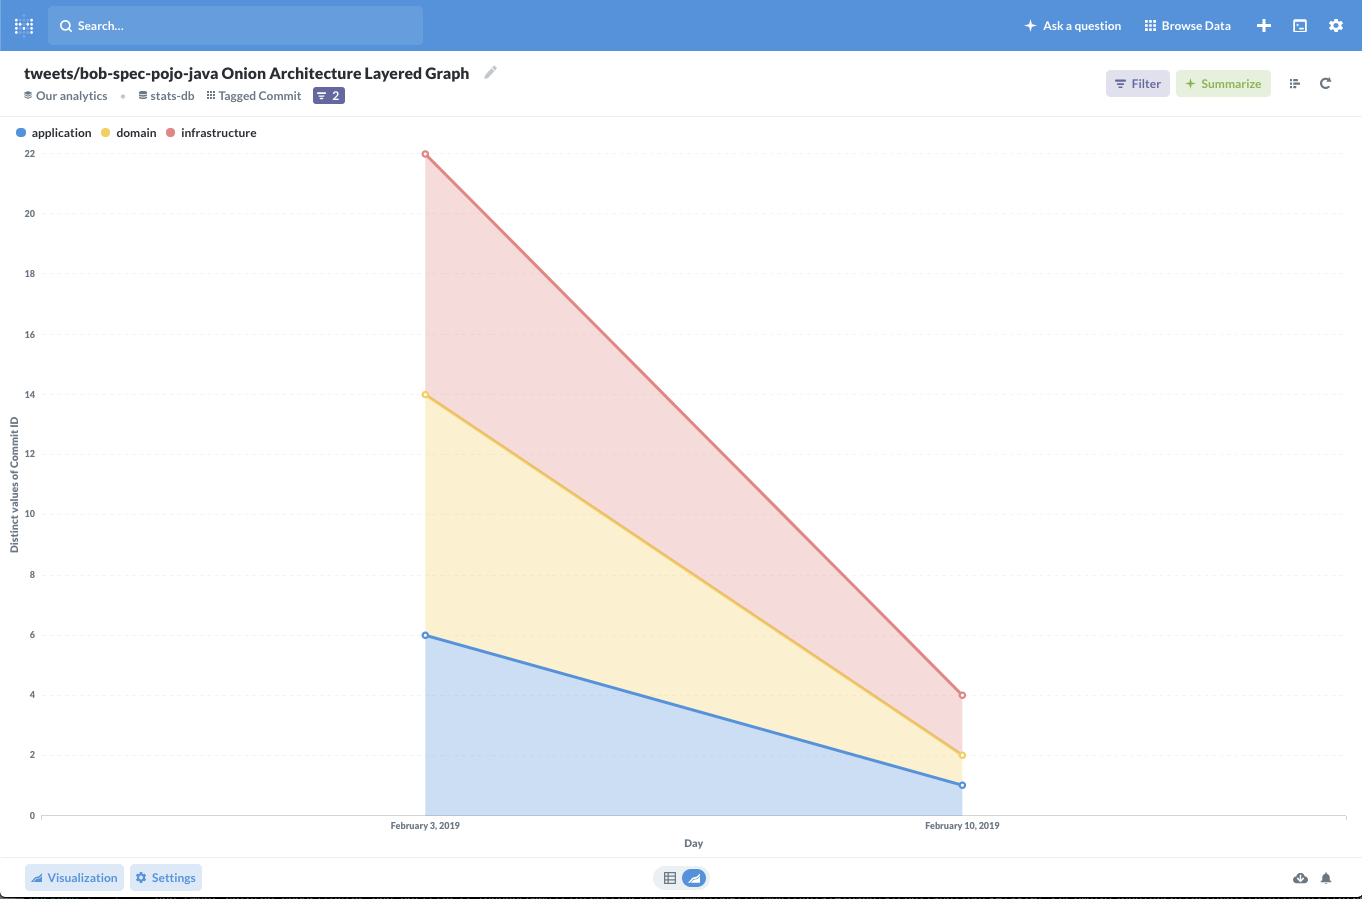 Search...
Ask a question
Browse Data
tweets/bob-spec-pojo-java Onion Architecture Layered Graph
Our analytics • stats-db Tagged Commit 2
Filter
Summarize
application domain infrastructure
22
20
18
16
14
12
10
8
6
4
2
0
Distinct values of Commit ID
February 3, 2019
February 10, 2019
Day
Visualization
Settings